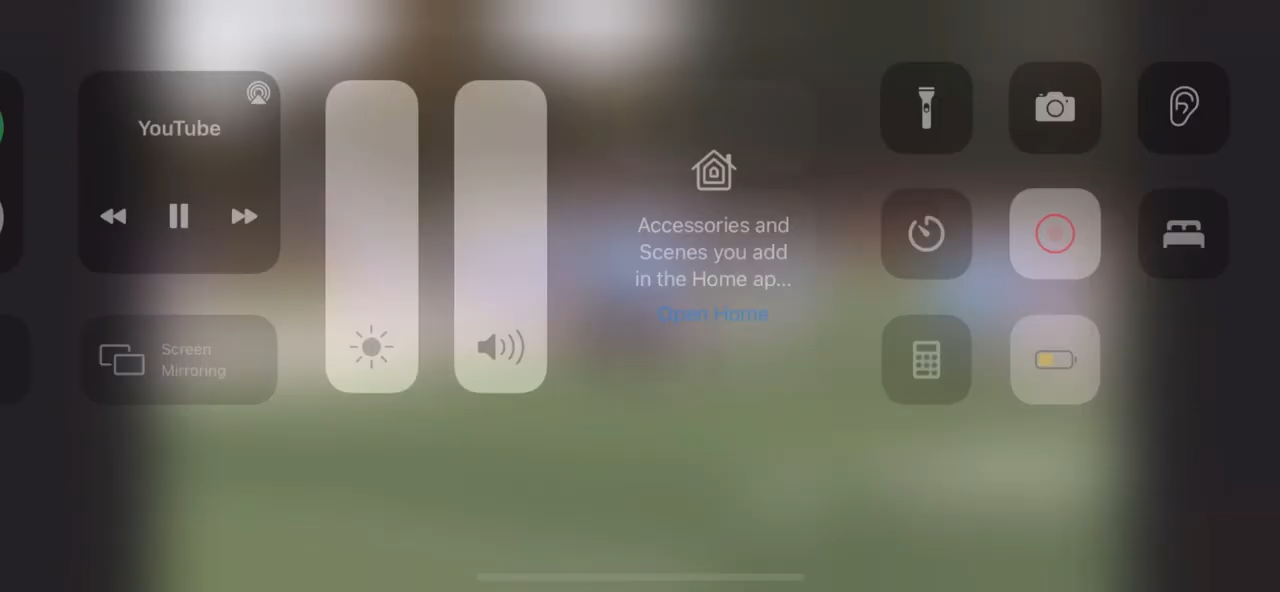 YouTube
Screen
Mirroring
Accessories and
Scenes you add
in the Home ap...
Open Home